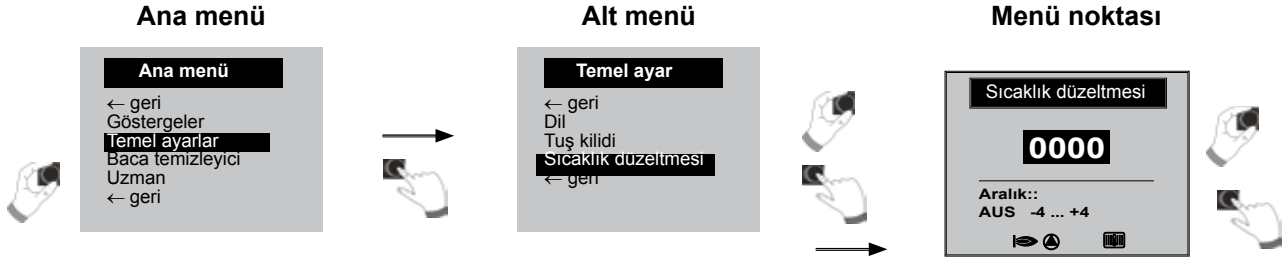 Ana menü
Alt menü
Menü noktası
Ana menü
← geri
Göstergeler
Temel ayarlar
Baca temizleyici
Uzman
← geri
Temel ayar
← geri
Dil
Tuş kilidi
Sıcaklık düzeltmesi
← geri
Sıcaklık düzeltmesi
0000
Aralık::
AUS -4 ... +4